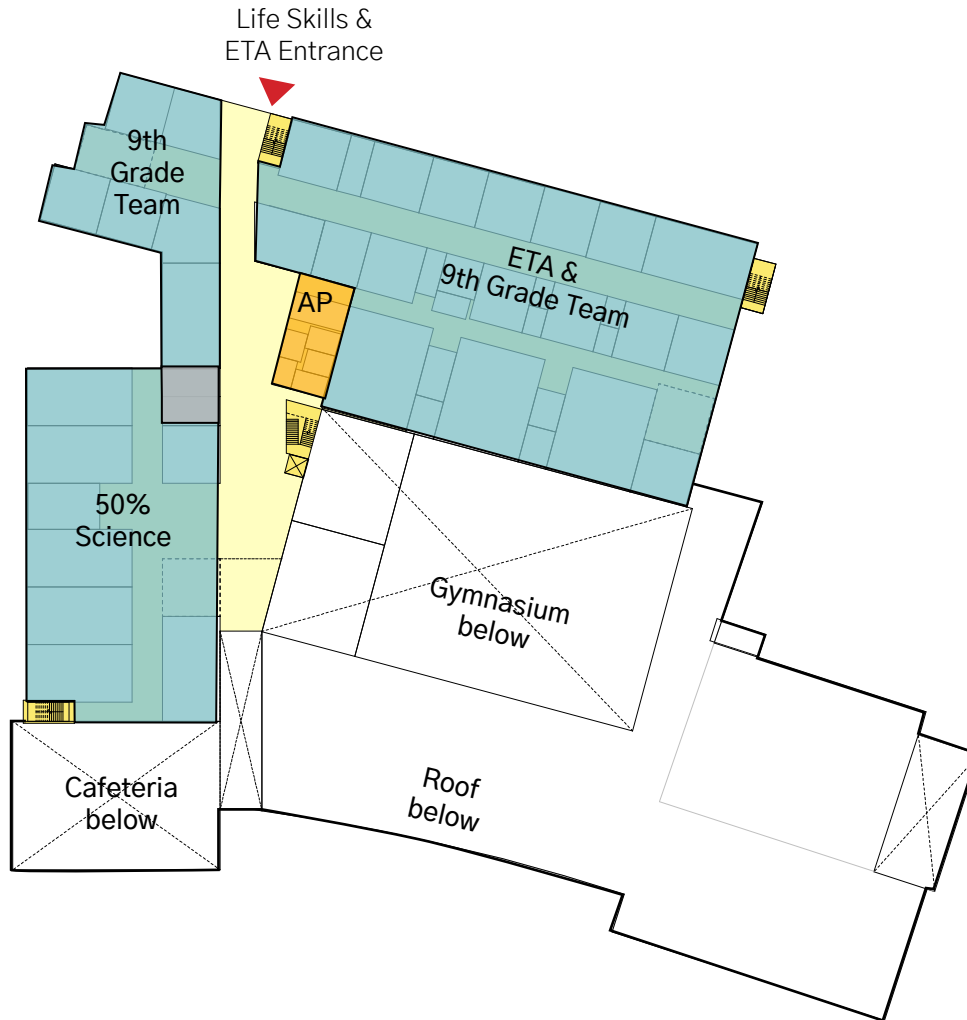 Life Skills &
ETA Entrance
9th
Grade
Team
ETA &
9th Grade Team
AP
50%
Science
Gymnasium
below
Cafeteria
below
Roof
below